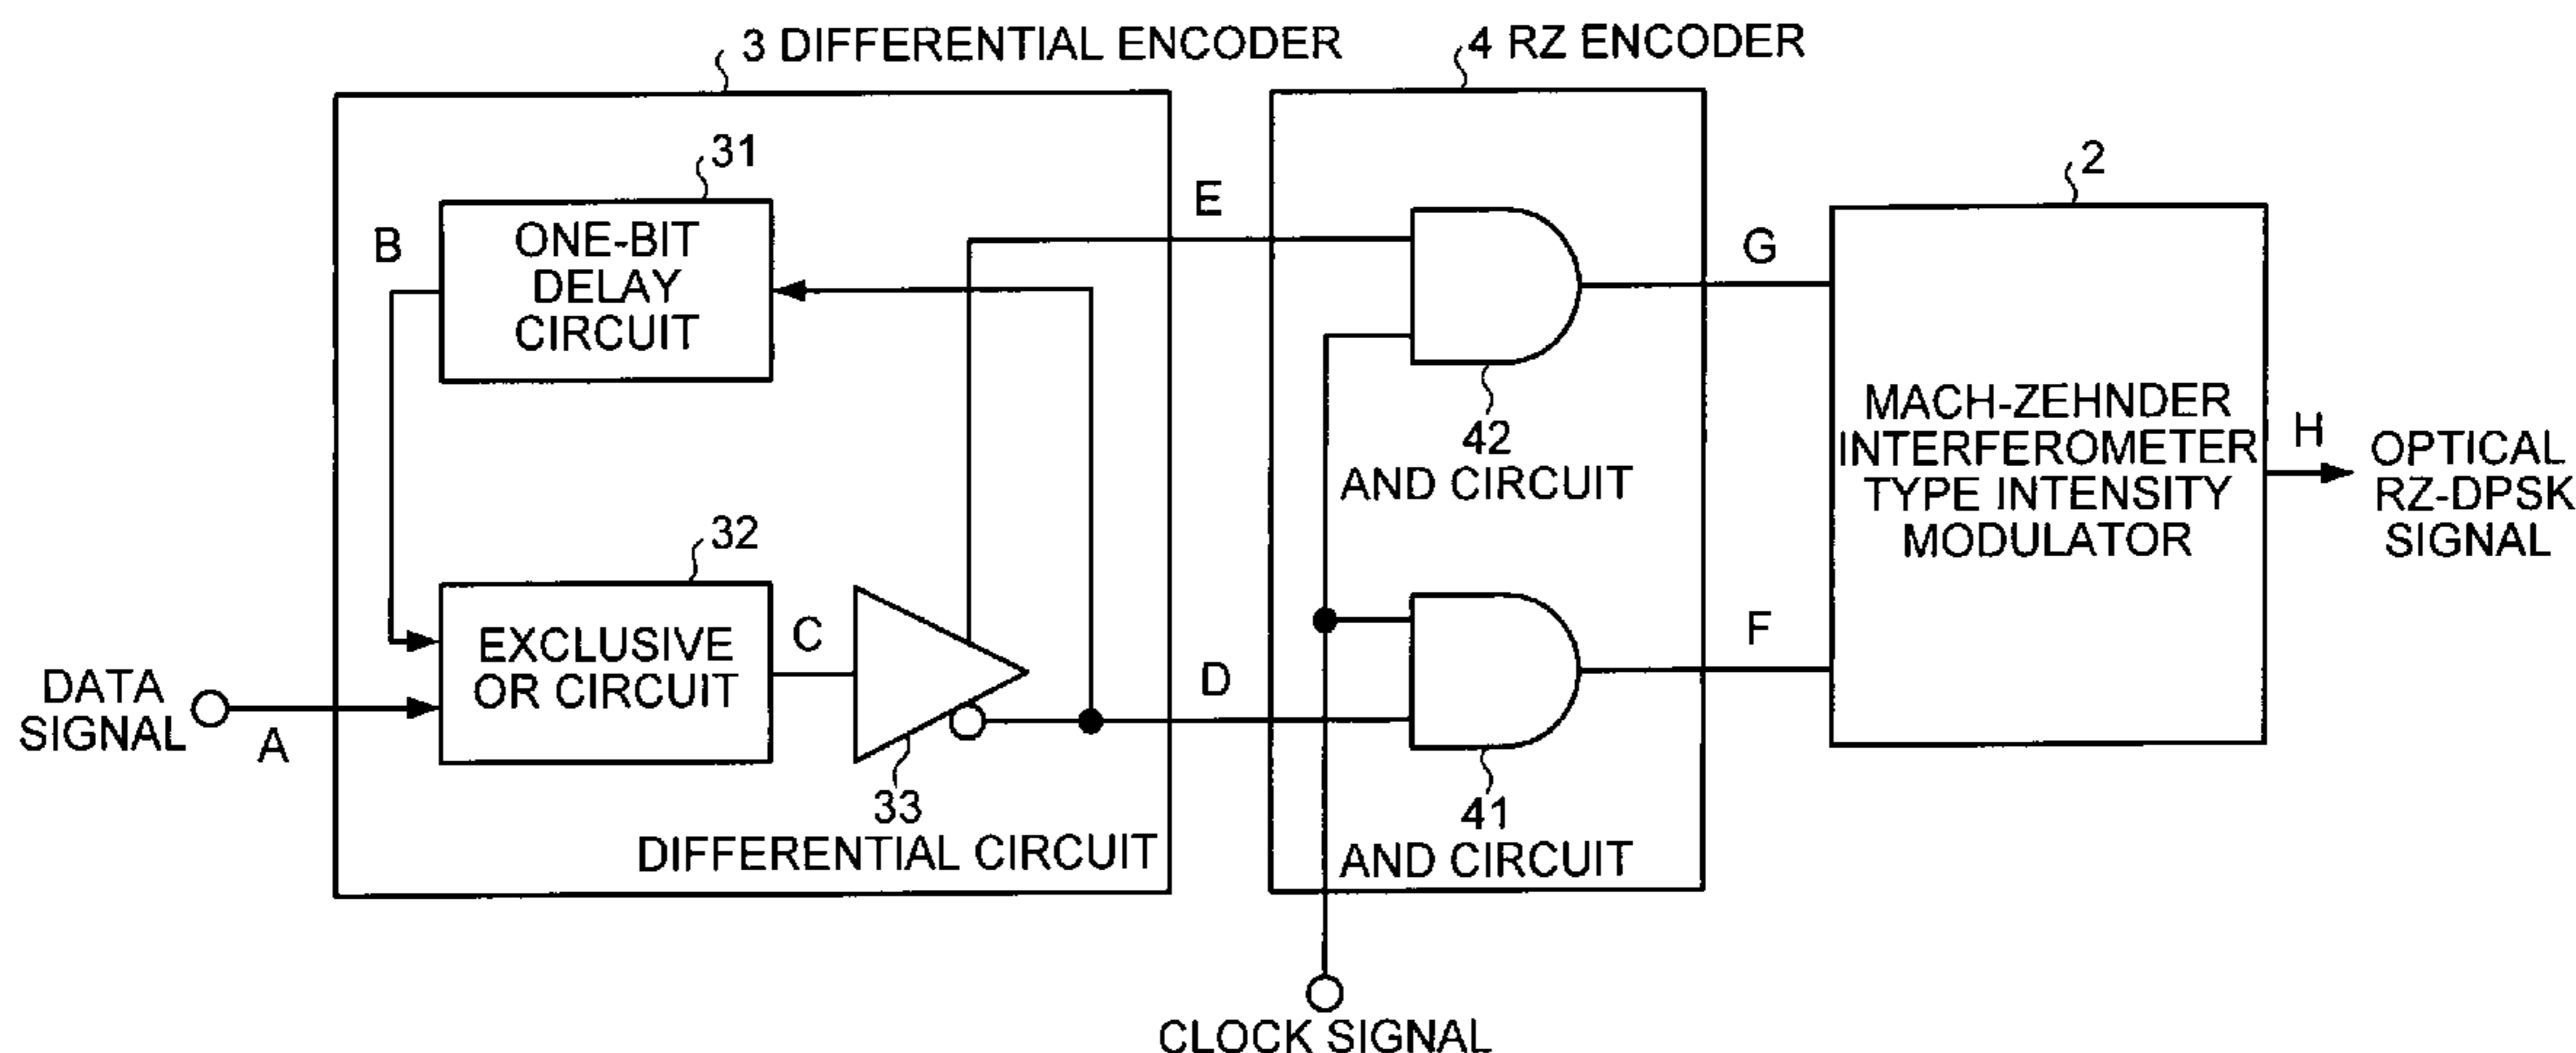 3 DIFFERENTIAL ENCODER
4 RZ ENCODER
31
2
ONE-BIT
DELAY
CIRCUIT
B
E
G
42
AND CIRCUIT
MACH-ZEHNDER
INTERFEROMETER
TYPE INTENSITY
MODULATOR
H
OPTICAL
RZ-DPSK
SIGNAL
32
EXCLUSIVE
OR CIRCUIT
C
D
F
DATA
SIGNAL
A
33
DIFFERENTIAL CIRCUIT
41
AND CIRCUIT
CLOCK SIGNAL